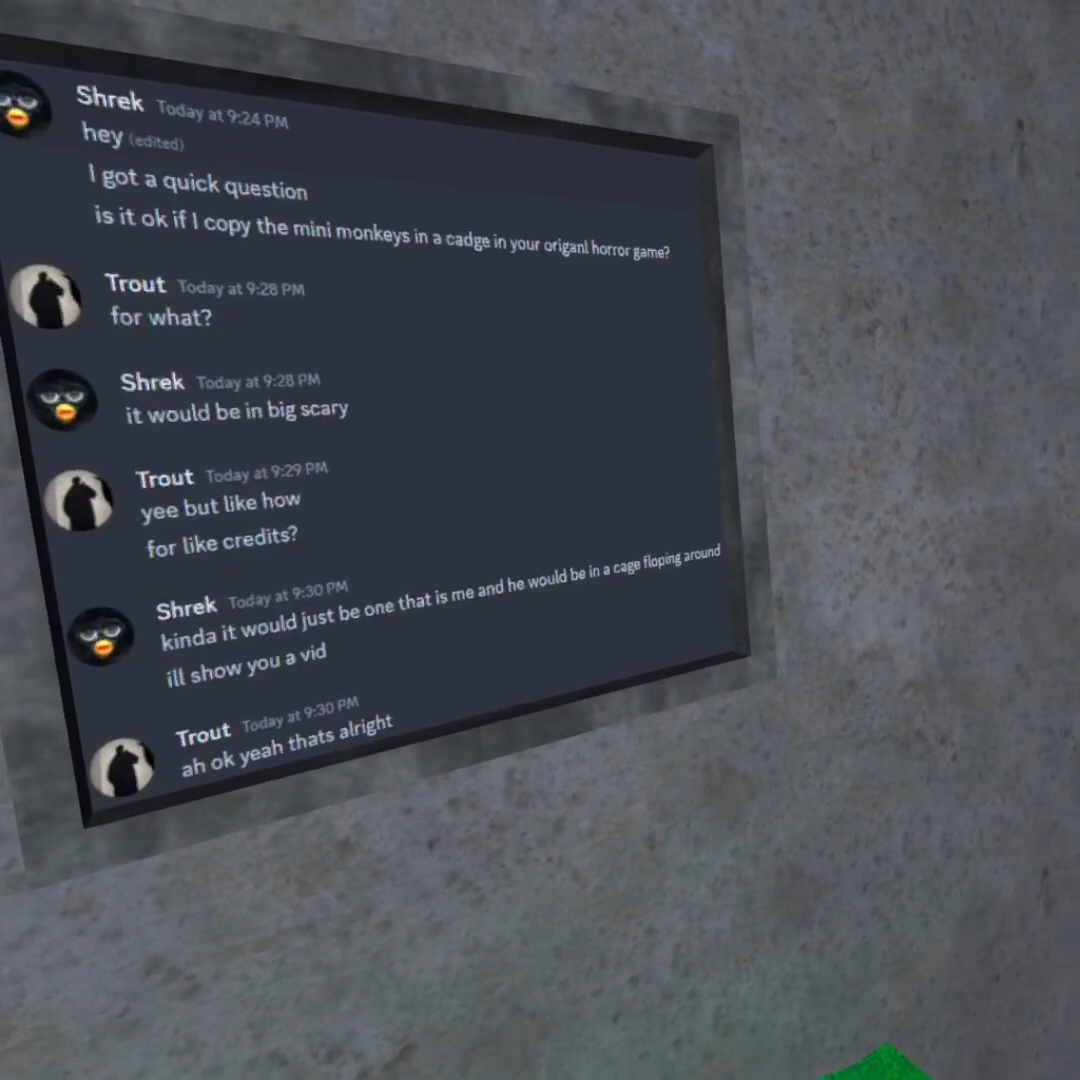 Shrek Today at 9:24 PM
hey (edited)
I got a quick question
is it ok if I copy the mini monkeys in a cadge in your origanl horror game?
Trout Today at 9:28 PM
for what?
Shrek Today at 9:28 PM
it would be in big scary
Trout Today at 9:29 PM
yee but like how
for like credits?
Shrek Today at 9:30 PM
kinda it would just be one that is me and he would be in a cage floping around
ill show you a vid
Trout Today at 9:30 PM
ah ok yeah thats alright